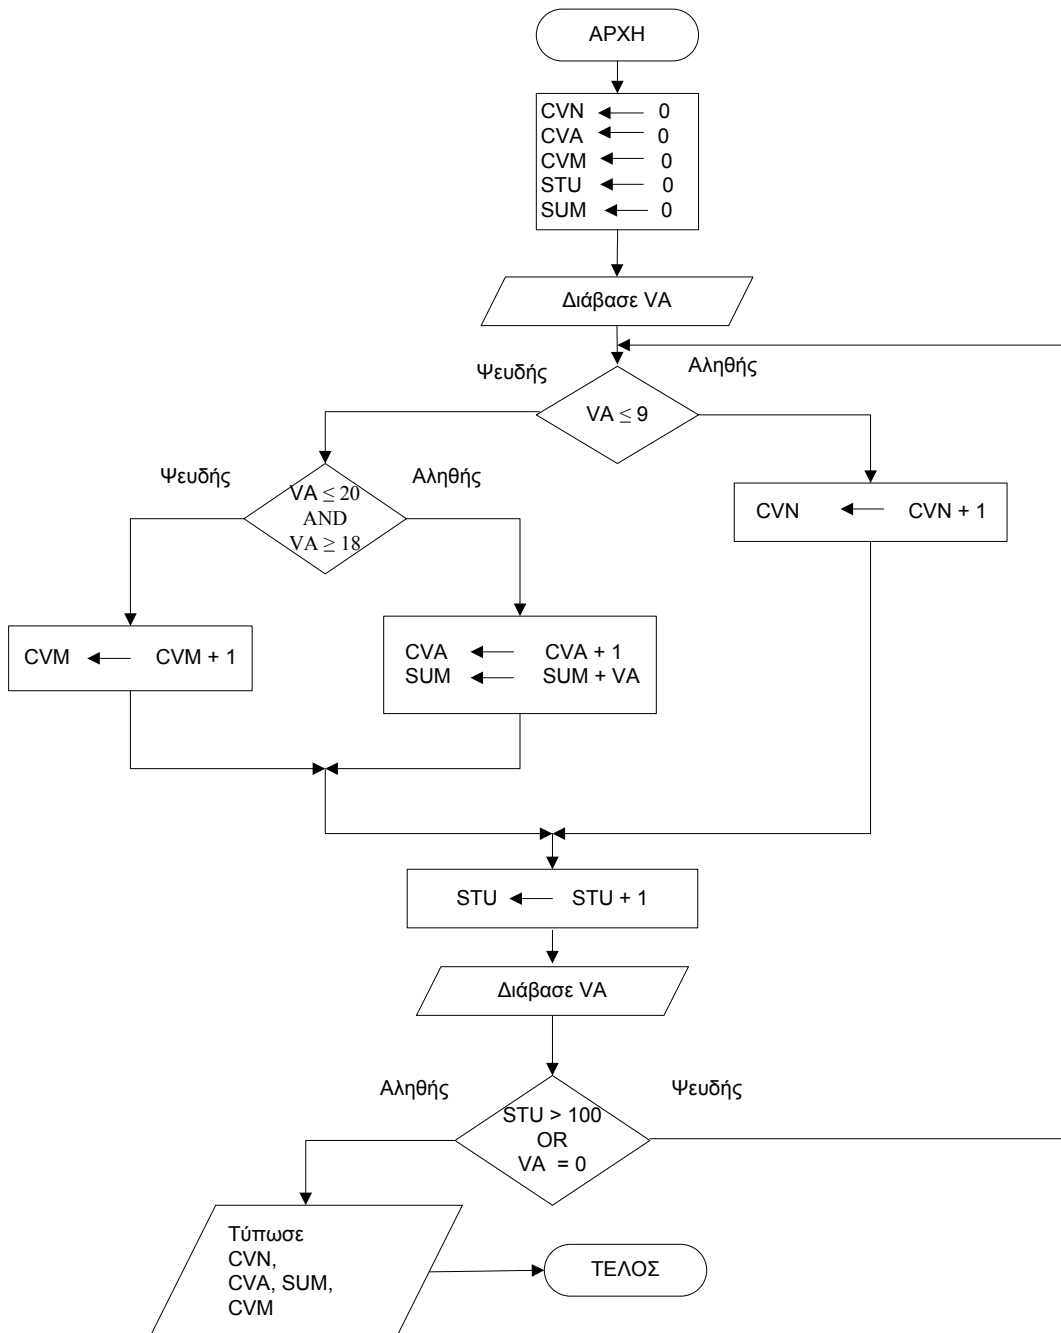 ΑΡΧΗ
CVN ← 0
CVA ← 0
CVM ← 0
STU ← 0
SUM ← 0
Διάβασε VA
Ψευδής
Αληθής
VA ≤ 9
Ψευδής
Αληθής
VA ≤ 20
AND
VA ≥ 18
CVN ← CVN + 1
CVM ← CVM + 1
CVA ← CVA + 1
SUM ← SUM + VA
STU ← STU + 1
Διάβασε VA
Αληθής
Ψευδής
STU > 100
OR
VA = 0
Τύπωσε
CVN,
CVA, SUM,
CVM
ΤΕΛΟΣ